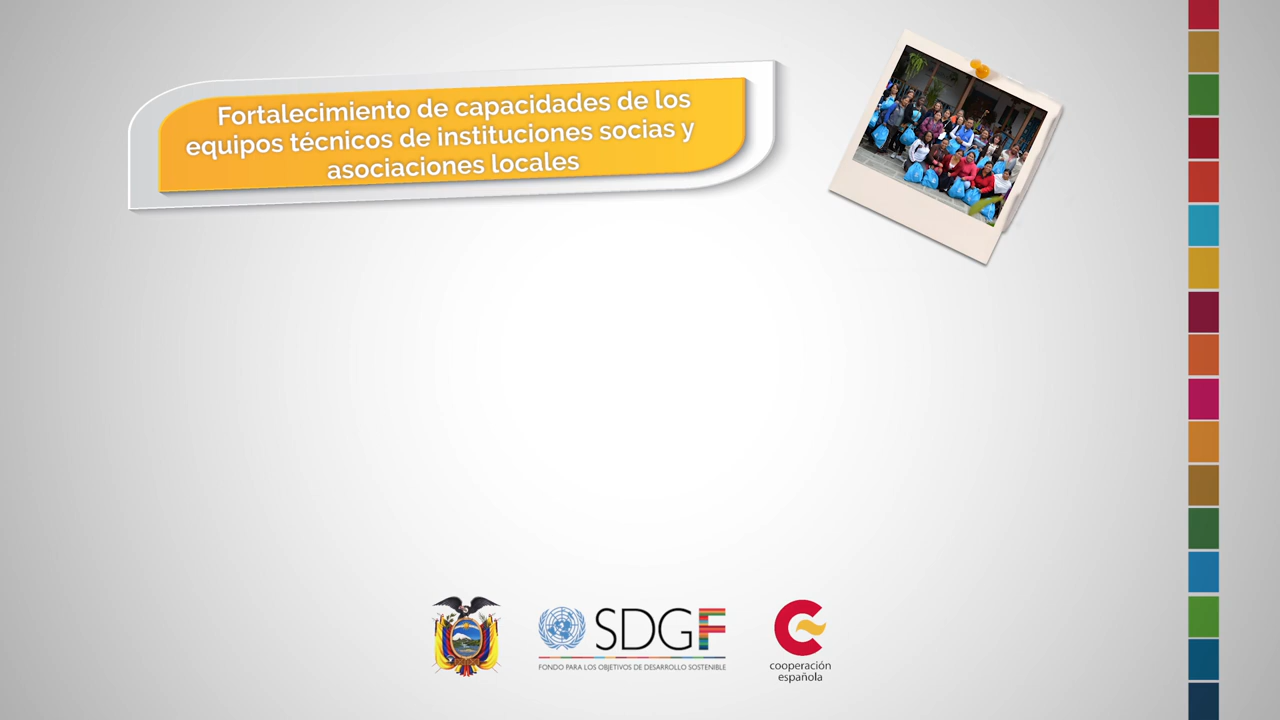 Fortalecimiento de capacidades de los
equipos técnicos de instituciones socias y
asociaciones locales
SDGF
FONDO PARA LOS OBJETIVOS DE DESARROLLO SOSTENIBLE
cooperación
española